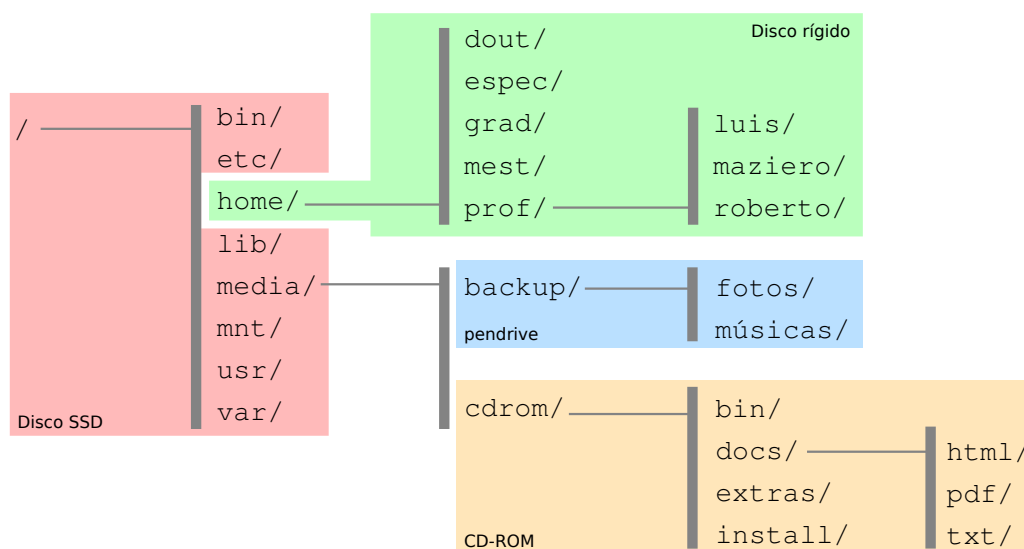 /
bin/
etc/
home/
lib/
media/
mnt/
usr/
var/
Disco SSD
Disco rígido
dout/
espec/
grad/
mest/
prof/
luis/
maziero/
roberto/
backup/
pendrive
fotos/
músicas/
cdrom/
CD-ROM
bin/
docs/
extras/
install/
html/
pdf/
txt/